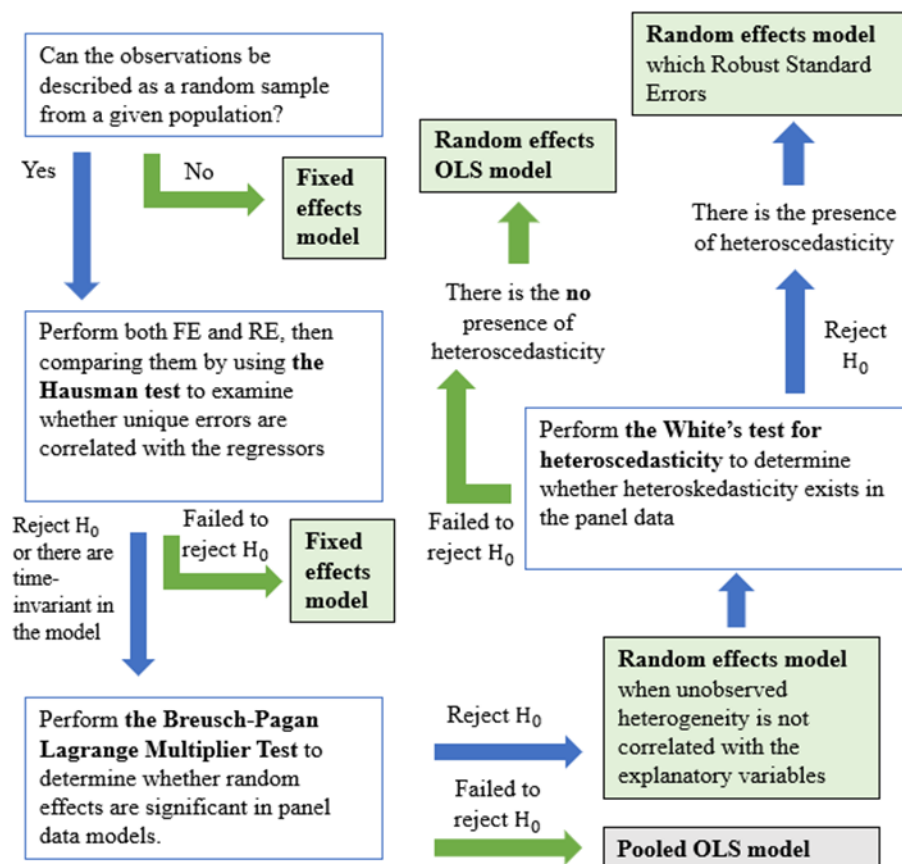 Can the observations be
described as a random sample
from a given population?
Yes
No
Fixed
effects
model
Perform both FE and RE, then
comparing them by using the
Hausman test to examine
whether unique errors are
correlated with the regressors
Reject H₀
or there are
time-
invariant in
the model
Failed to
reject H₀
Fixed
effects
model
Perform the Breusch-Pagan
Lagrange Multiplier Test to
determine whether random
effects are significant in panel
data models.
Reject H₀
Failed to
reject H₀
Random effects model
when unobserved
heterogeneity is not
correlated with the
explanatory variables
Pooled OLS model
Perform the White's test for
heteroscedasticity to determine
whether heteroskedasticity exists in
the panel data
Failed to
reject H₀
There is the no
presence of
heteroscedasticity
Random effects
OLS model
Reject
H₀
There is the presence
of heteroscedasticity
Random effects model
which Robust Standard
Errors